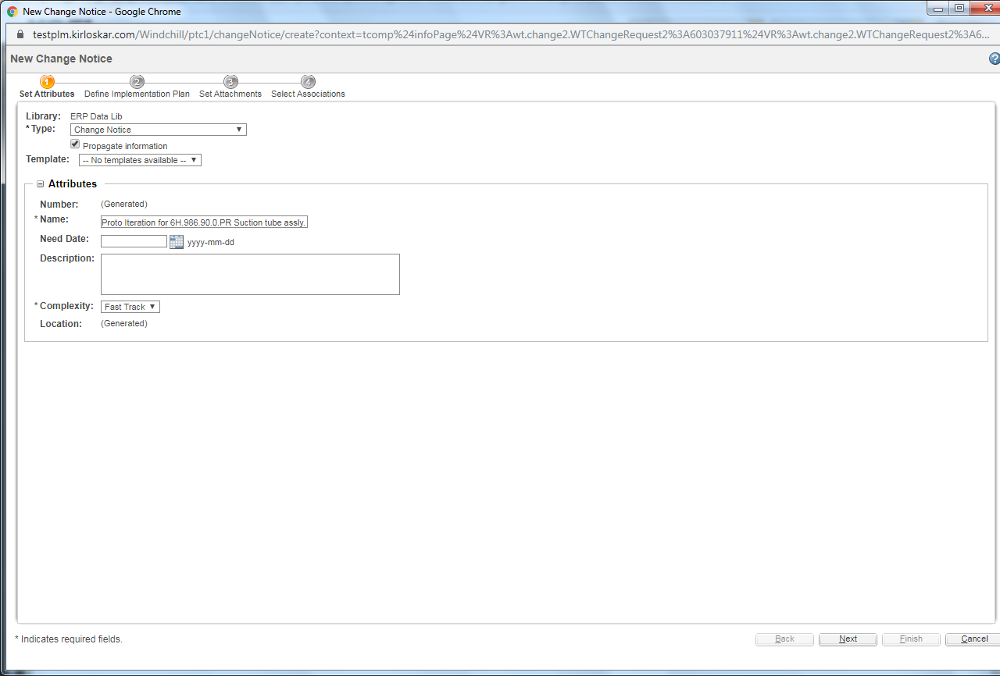 New Change Notice - Google Chrome
testplm.kirloskar.com/Windchill/ptc1/changeNotice/create?context=tcomp%24infoPage%24VR%3Awt.change2.WTChangeRequest2%3A603037911%24VR%3Awt.change2.WTChangeRequest2%3A6...
New Change Notice
?
1 2 3 4
Set Attributes Define Implementation Plan Set Attachments Select Associations
Library: ERP Data Lib
* Type: Change Notice
Propagate information
Template: -- No templates available --
Attributes
Number: (Generated)
* Name: Proto Iteration for 6H.986.90.0.PR Suction tube assly.
Need Date: yyyy-mm-dd
Description:
* Complexity: Fast Track
Location: (Generated)
* Indicates required fields. Back Next Finish Cancel